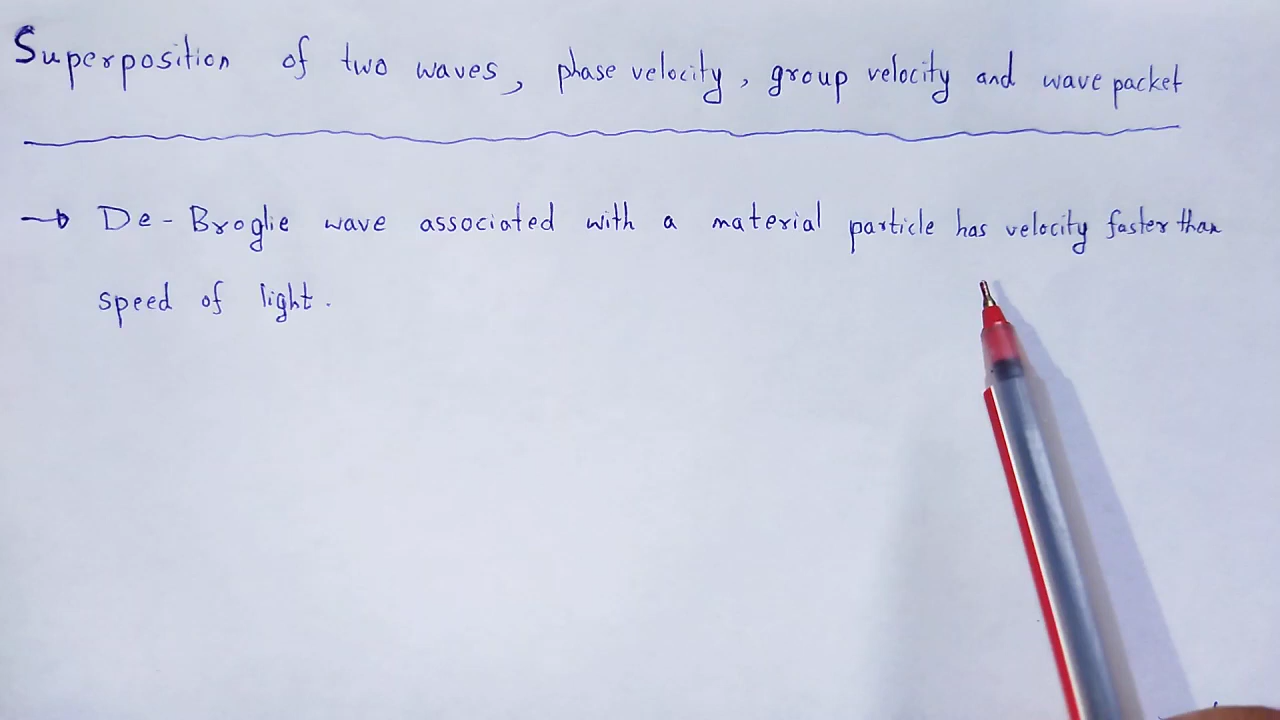 Superposition of two waves, phase velocity, group velocity and wave packet
→ De-Broglie wave associated with a material particle has velocity faster than
speed of light.